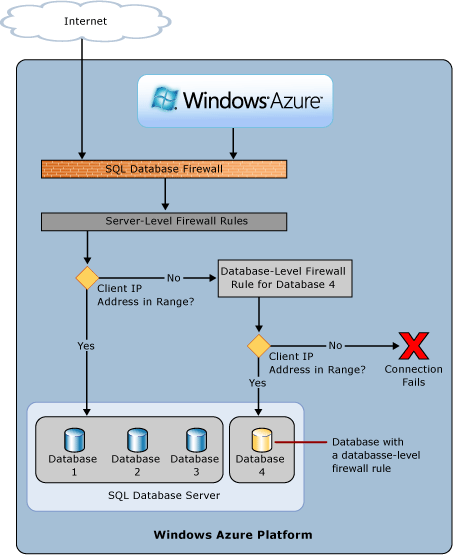 Internet
Windows Azure
SQL Database Firewall
Server-Level Firewall Rules
Client IP
Address in Range?
No
Database-Level Firewall
Rule for Database 4
Yes
Client IP
Address in Range?
No
Connection
Fails
Yes
Database
1
Database
2
Database
3
Database
4
Database with
a databasse-level
firewall rule
SQL Database Server
Windows Azure Platform